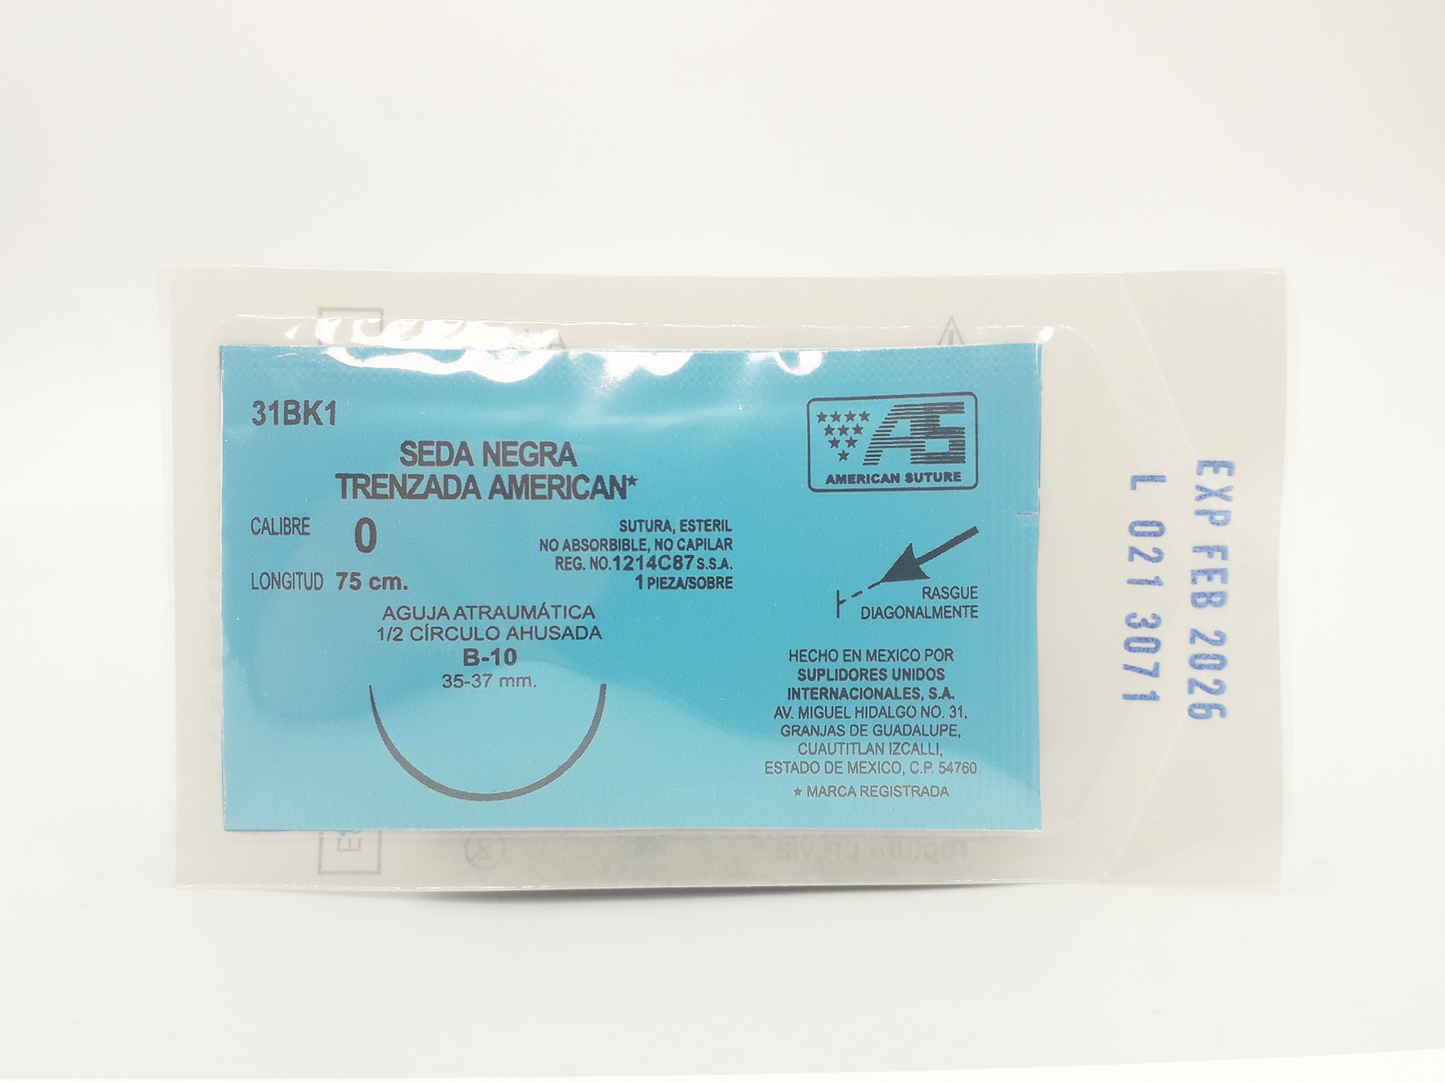 31BK1
SEDA NEGRA
TRENZADA AMERICAN*
CALIBRE 0
LONGITUD 75 cm.
SUTURA, ESTERIL
NO ABSORBIBLE, NO CAPILAR
REG. NO.1214C87 S.S.A.
1 PIEZA/SOBRE
AGUJA ATRAUMÁTICA
1/2 CÍRCULO AHUSADA
B-10
35-37 mm.
AS
AMERICAN SUTURE
RASGUE
DIAGONALMENTE
HECHO EN MEXICO POR
SUPLIDORES UNIDOS
INTERNACIONALES, S.A.
AV. MIGUEL HIDALGO NO. 31,
GRANJAS DE GUADALUPE,
CUAUTITLAN IZCALLI,
ESTADO DE MEXICO, C.P. 54760
* MARCA REGISTRADA
EXP FEB 2026
L 021 3071
ruptura previa